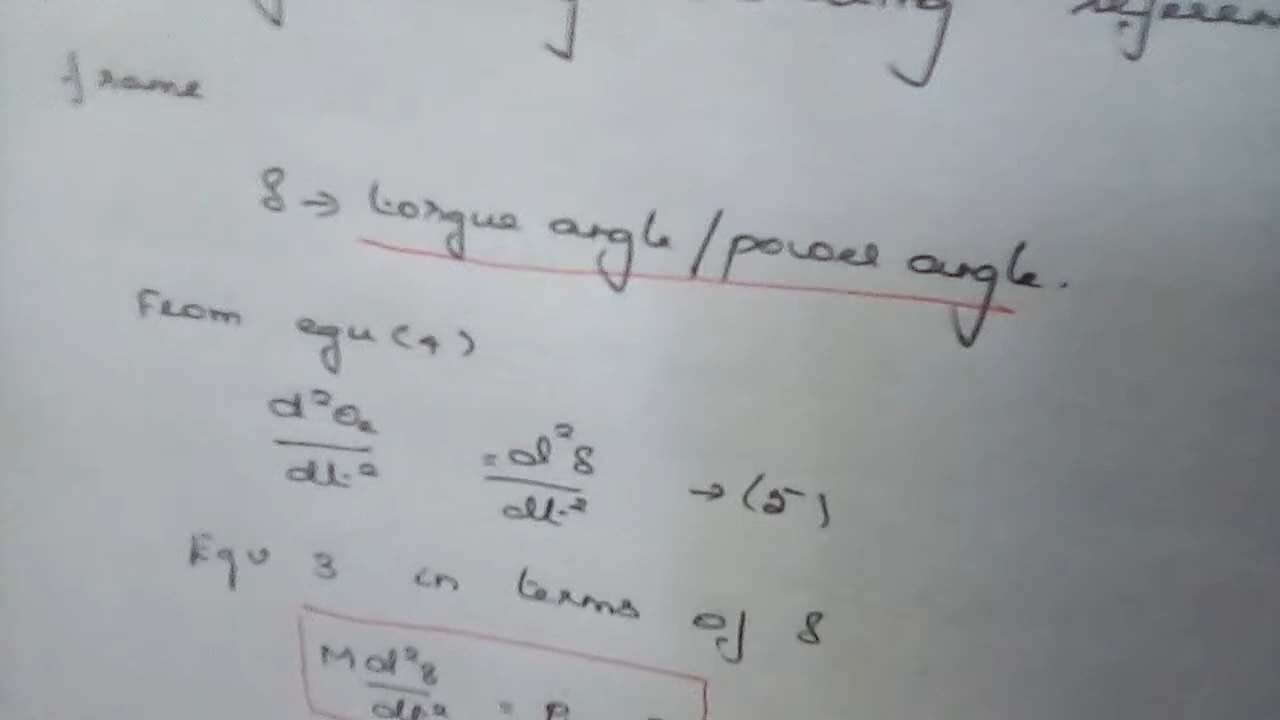 frame
δ → torque angle / power angle.
From equ (4)
d²θe/dt² = d²δ/dt² → (5)
Equ 3 in terms of δ
M d²δ/dt² = P